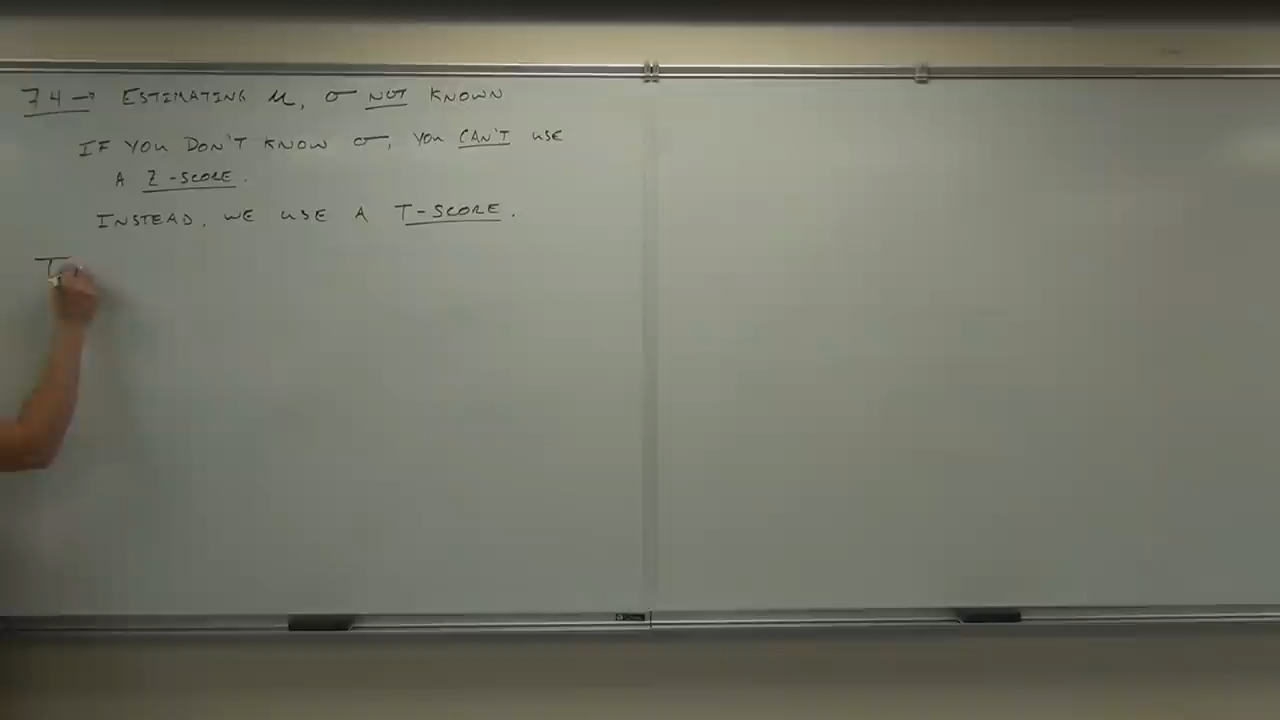 7.4 → ESTIMATING μ, σ NOT KNOWN
IF YOU DON'T KNOW σ, YOU CAN'T USE
A Z-SCORE.
INSTEAD, WE USE A T-SCORE.
T